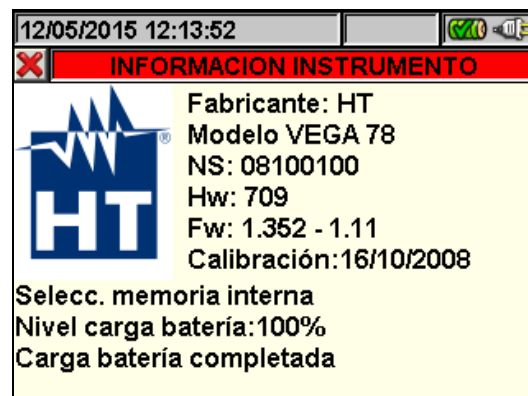 12/05/2015 12:13:52
INFORMACION INSTRUMENTO
HT
®
Fabricante: HT
Modelo VEGA 78
NS: 08100100
Hw: 709
Fw: 1.352 - 1.11
Calibración:16/10/2008
Selecc. memoria interna
Nivel carga batería:100%
Carga batería completada